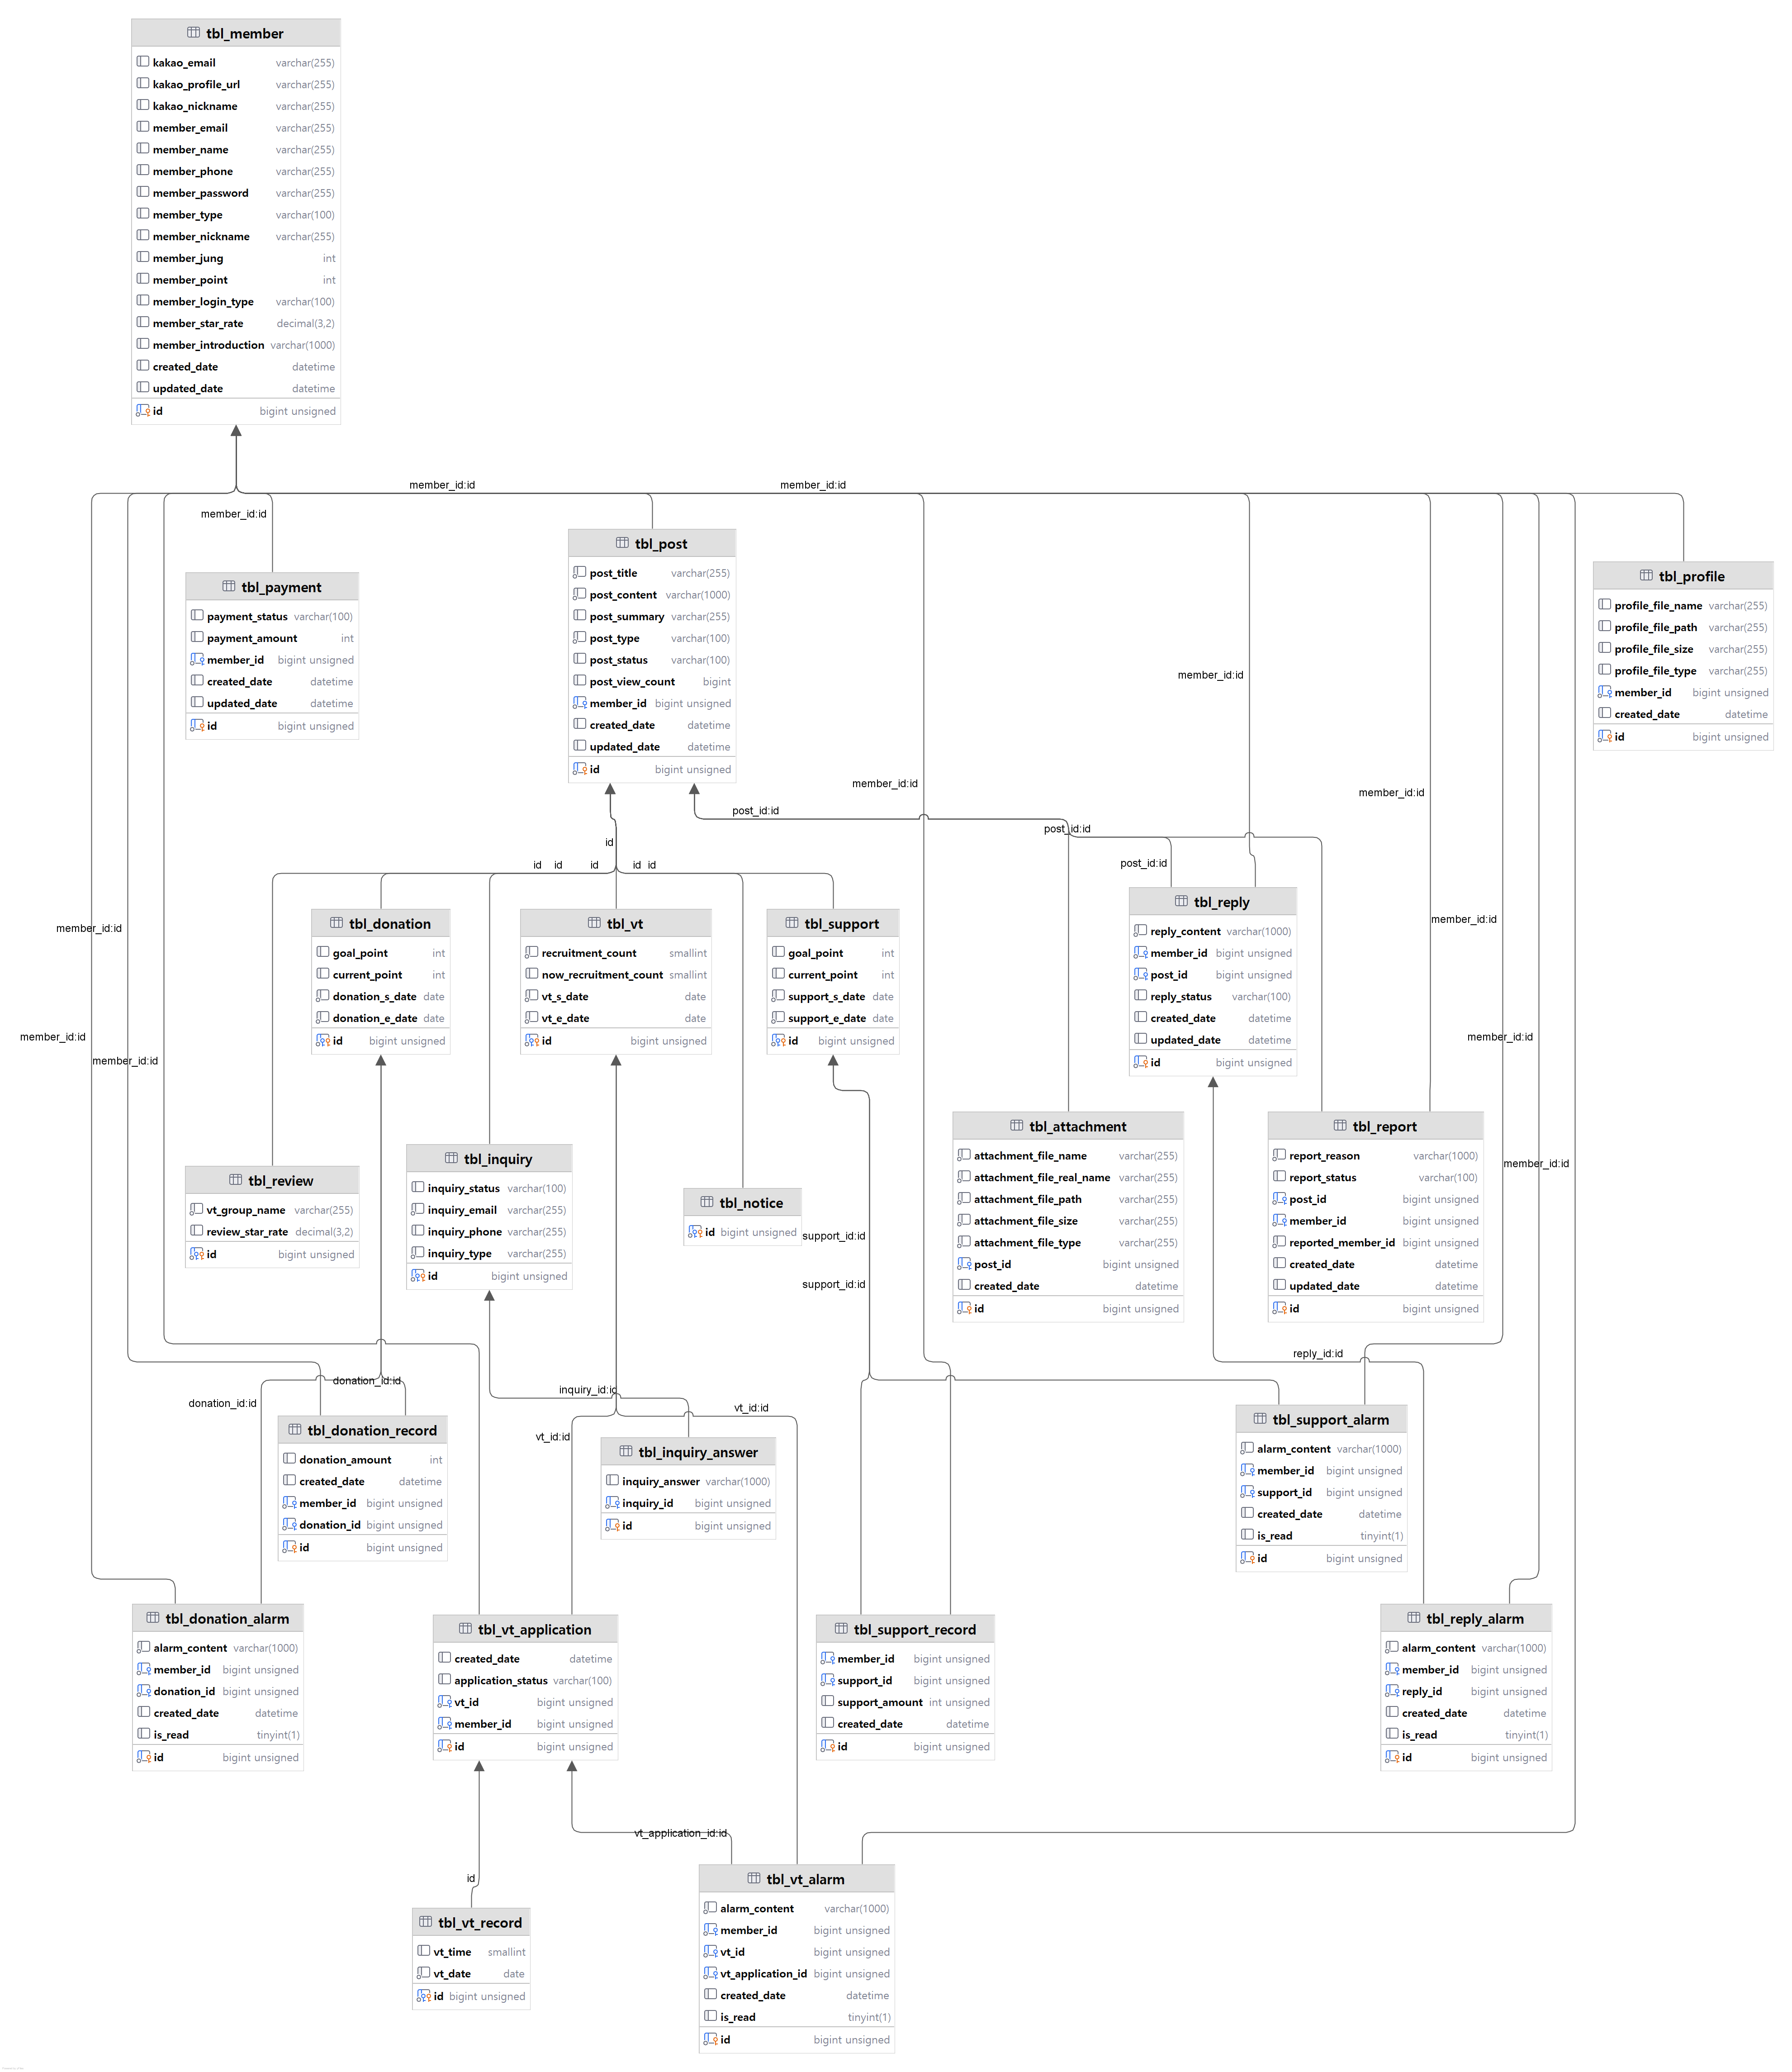 tbl_member
kakao_email varchar(255)
kakao_profile_url varchar(255)
kakao_nickname varchar(255)
member_email varchar(255)
member_name varchar(255)
member_phone varchar(255)
member_password varchar(255)
member_type varchar(100)
member_nickname varchar(255)
member_jung int
member_point int
member_login_type varchar(100)
member_star_rate decimal(3,2)
member_introduction varchar(1000)
created_date datetime
updated_date datetime
id bigint unsigned
member_id:id
member_id:id
member_id:id
tbl_payment
payment_status varchar(100)
payment_amount int
member_id bigint unsigned
created_date datetime
updated_date datetime
id bigint unsigned
tbl_post
post_title varchar(255)
post_content varchar(1000)
post_summary varchar(255)
post_type varchar(100)
post_status varchar(100)
post_view_count bigint
member_id bigint unsigned
created_date datetime
updated_date datetime
id bigint unsigned
tbl_profile
profile_file_name varchar(255)
profile_file_path varchar(255)
profile_file_size varchar(255)
profile_file_type varchar(255)
member_id bigint unsigned
created_date datetime
id bigint unsigned
member_id:id
member_id:id
member_id:id
post_id:id
post_id:id
post_id:id
id
id id id id id
tbl_donation
goal_point int
current_point int
donation_s_date date
donation_e_date date
id bigint unsigned
tbl_vt
recruitment_count smallint
now_recruitment_count smallint
vt_s_date date
vt_e_date date
id bigint unsigned
tbl_support
goal_point int
current_point int
support_s_date date
support_e_date date
id bigint unsigned
tbl_reply
reply_content varchar(1000)
member_id bigint unsigned
post_id bigint unsigned
reply_status varchar(100)
created_date datetime
updated_date datetime
id bigint unsigned
member_id:id
member_id:id
member_id:id
member_id:id
member_id:id
member_id:id
tbl_review
vt_group_name varchar(255)
review_star_rate decimal(3,2)
id bigint unsigned
tbl_inquiry
inquiry_status varchar(100)
inquiry_email varchar(255)
inquiry_phone varchar(255)
inquiry_type varchar(255)
id bigint unsigned
tbl_notice
id bigint unsigned
support_id:id
support_id:id
tbl_attachment
attachment_file_name varchar(255)
attachment_file_real_name varchar(255)
attachment_file_path varchar(255)
attachment_file_size varchar(255)
attachment_file_type varchar(255)
post_id bigint unsigned
created_date datetime
id bigint unsigned
tbl_report
report_reason varchar(1000)
report_status varchar(100)
post_id bigint unsigned
member_id bigint unsigned
reported_member_id bigint unsigned
created_date datetime
updated_date datetime
id bigint unsigned
reply_id:id
donation_id:id
donation_id:id
inquiry_id:id
vt_id:id
vt_id:id
tbl_donation_record
donation_amount int
created_date datetime
member_id bigint unsigned
donation_id bigint unsigned
id bigint unsigned
tbl_inquiry_answer
inquiry_answer varchar(1000)
inquiry_id bigint unsigned
id bigint unsigned
tbl_support_alarm
alarm_content varchar(1000)
member_id bigint unsigned
support_id bigint unsigned
created_date datetime
is_read tinyint(1)
id bigint unsigned
tbl_donation_alarm
alarm_content varchar(1000)
member_id bigint unsigned
donation_id bigint unsigned
created_date datetime
is_read tinyint(1)
id bigint unsigned
tbl_vt_application
created_date datetime
application_status varchar(100)
vt_id bigint unsigned
member_id bigint unsigned
id bigint unsigned
tbl_support_record
member_id bigint unsigned
support_id bigint unsigned
support_amount int unsigned
created_date datetime
id bigint unsigned
tbl_reply_alarm
alarm_content varchar(1000)
member_id bigint unsigned
reply_id bigint unsigned
created_date datetime
is_read tinyint(1)
id bigint unsigned
vt_application_id:id
id
tbl_vt_record
vt_time smallint
vt_date date
id bigint unsigned
tbl_vt_alarm
alarm_content varchar(1000)
member_id bigint unsigned
vt_id bigint unsigned
vt_application_id bigint unsigned
created_date datetime
is_read tinyint(1)
id bigint unsigned